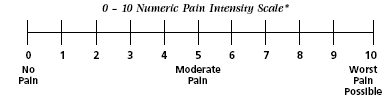 0 – 10 Numeric Pain Intensity Scale*
0 1 2 3 4 5 6 7 8 9 10
No Moderate Worst
Pain Pain Pain
Possible